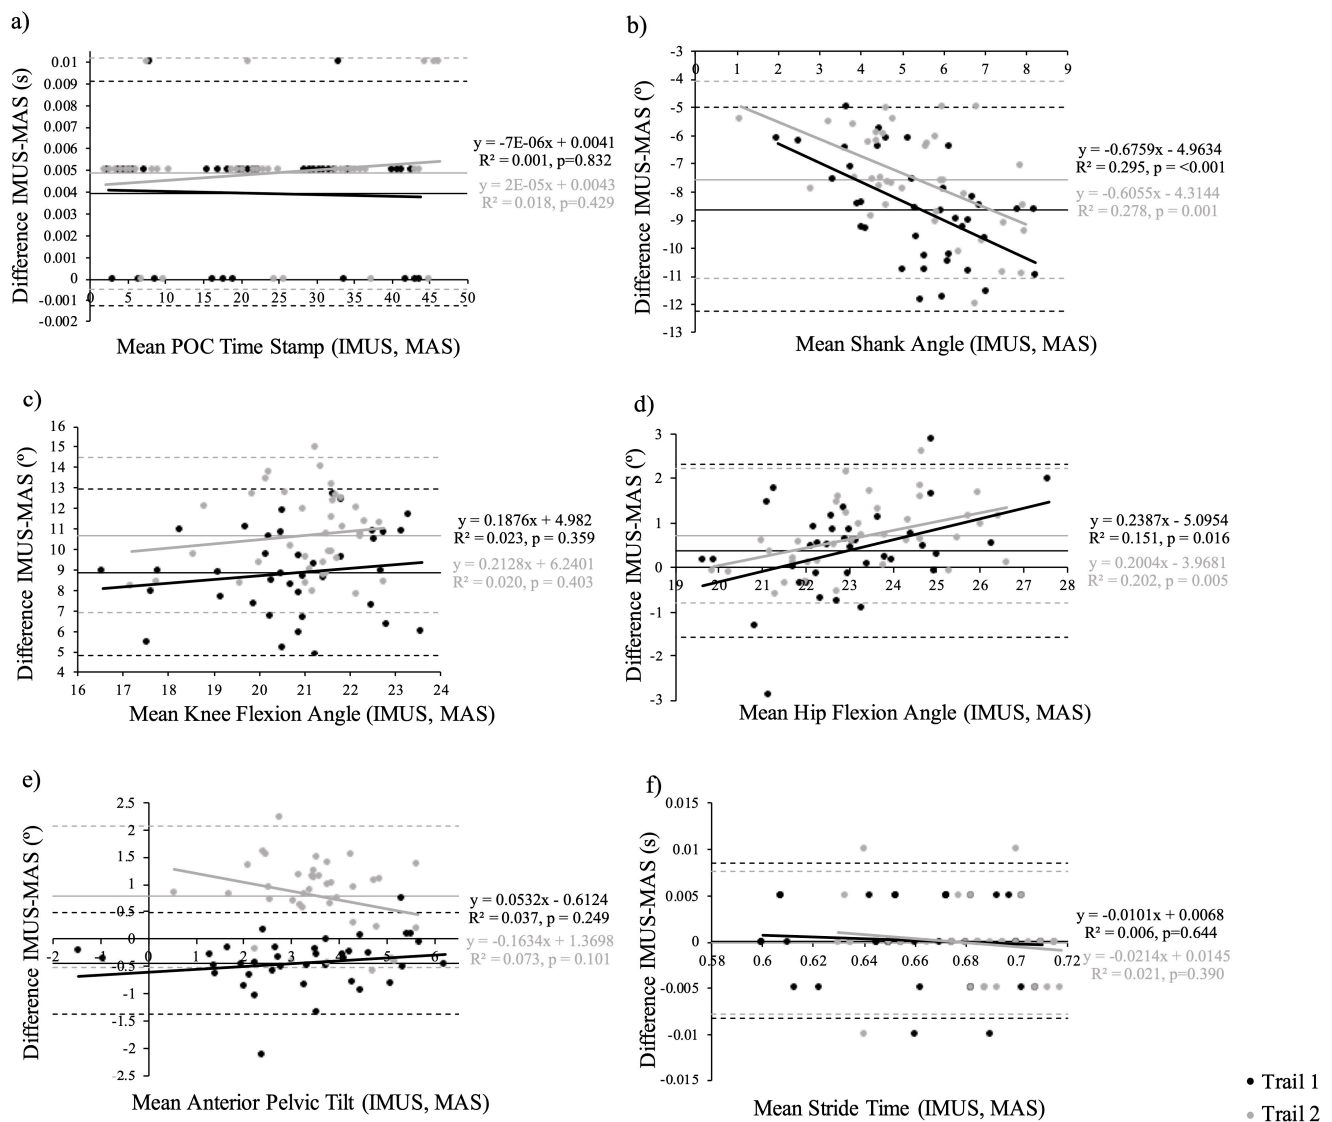 a)
Difference IMUS-MAS (s)
0.01
0.009
0.008
0.007
0.006
0.005
0.004
0.003
0.002
0.001
0
-0.001
-0.002
0 5 10 15 20 25 30 35 40 45 50
Mean POC Time Stamp (IMUS, MAS)
y = -7E-06x + 0.0041
R² = 0.001, p=0.832
y = 2E-05x + 0.0043
R² = 0.018, p=0.429
b)
Difference IMUS-MAS (º)
-3
-4
-5
-6
-7
-8
-9
-10
-11
-12
-13
0 1 2 3 4 5 6 7 8 9
Mean Shank Angle (IMUS, MAS)
y = -0.6759x - 4.9634
R² = 0.295, p = <0.001
y = -0.6055x - 4.3144
R² = 0.278, p = 0.001
c)
Difference IMUS-MAS (º)
16
15
14
13
12
11
10
9
8
7
6
5
4
16 17 18 19 20 21 22 23 24
Mean Knee Flexion Angle (IMUS, MAS)
y = 0.1876x + 4.982
R² = 0.023, p = 0.359
y = 0.2128x + 6.2401
R² = 0.020, p = 0.403
d)
Difference IMUS-MAS (º)
3
2
1
0
-1
-2
-3
19 20 21 22 23 24 25 26 27 28
Mean Hip Flexion Angle (IMUS, MAS)
y = 0.2387x - 5.0954
R² = 0.151, p = 0.016
y = 0.2004x - 3.9681
R² = 0.202, p = 0.005
e)
Difference IMUS-MAS (º)
2.5
2
1.5
1
0.5
0
-0.5
-1
-1.5
-2
-2.5
-2 -1 0 1 2 3 4 5 6
Mean Anterior Pelvic Tilt (IMUS, MAS)
y = 0.0532x - 0.6124
R² = 0.037, p = 0.249
y = -0.1634x + 1.3698
R² = 0.073, p = 0.101
f)
Difference IMUS-MAS (s)
0.015
0.01
0.005
0
-0.005
-0.01
-0.015
0.58 0.6 0.62 0.64 0.66 0.68 0.7 0.72
Mean Stride Time (IMUS, MAS)
y = -0.0101x + 0.0068
R² = 0.006, p=0.644
y = -0.0214x + 0.0145
R² = 0.021, p=0.390
Trail 1
Trail 2